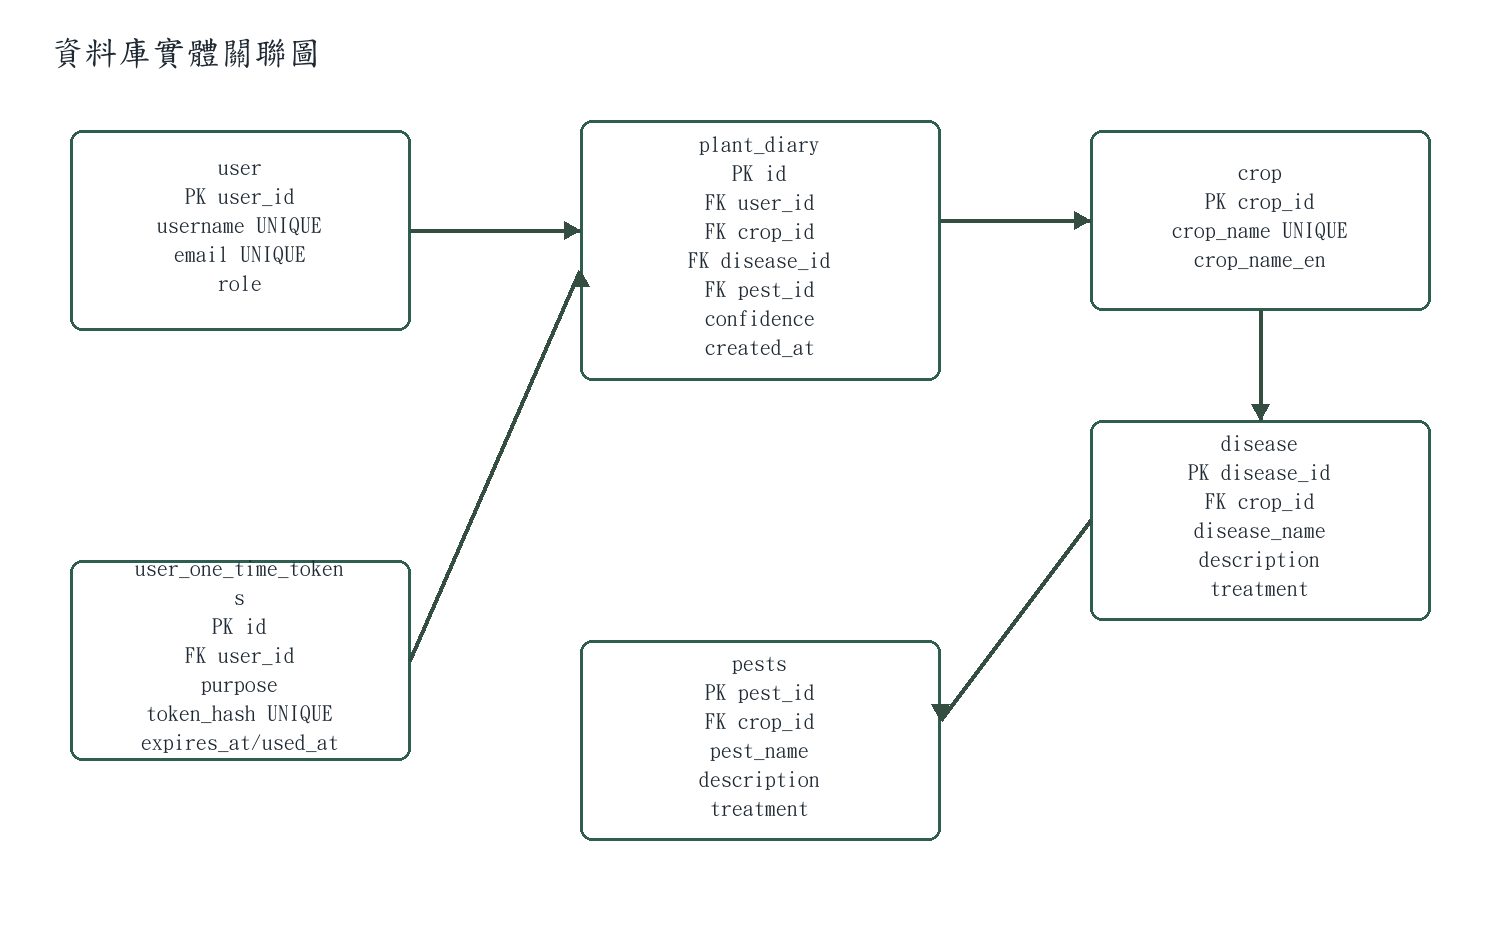 資料庫實體關聯圖
user
PK user_id
username UNIQUE
email UNIQUE
role
plant_diary
PK id
FK user_id
FK crop_id
FK disease_id
FK pest_id
confidence
created_at
crop
PK crop_id
crop_name UNIQUE
crop_name_en
disease
PK disease_id
FK crop_id
disease_name
description
treatment
user_one_time_token
s
PK id
FK user_id
purpose
token_hash UNIQUE
expires_at/used_at
pests
PK pest_id
FK crop_id
pest_name
description
treatment